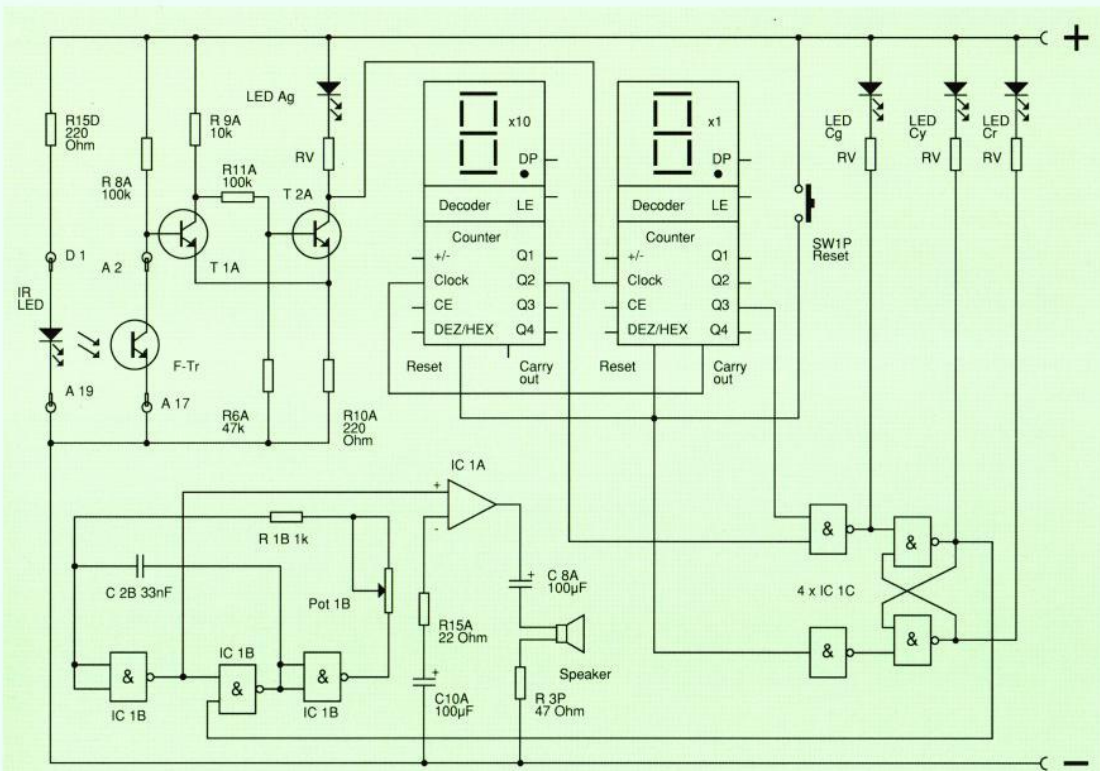 +
R15D
220
Ohm
R 8A
100k
R 9A
10k
R11A
100k
LED Ag
RV
T 2A
T 1A
D 1
A 2
IR
LED
F-Tr
A 19
A 17
R6A
47k
R10A
220
Ohm
x10
DP
Decoder LE
Counter
+/- Q1
Clock Q2
CE Q3
DEZ/HEX Q4
Reset
Carry
out
x1
DP
Decoder LE
Counter
+/- Q1
Clock Q2
CE Q3
DEZ/HEX Q4
Reset
Carry
out
SW1P
Reset
LED
Cg
RV
LED
Cy
RV
LED
Cr
RV
IC 1A
+
-
R 1B 1k
C 2B 33nF
Pot 1B
R15A
22 Ohm
C 8A
100µF
+
Speaker
+
C10A
100µF
R 3P
47 Ohm
&
IC 1B
IC 1B
&
&
IC 1B
&
&
4 x IC 1C
&
&
−